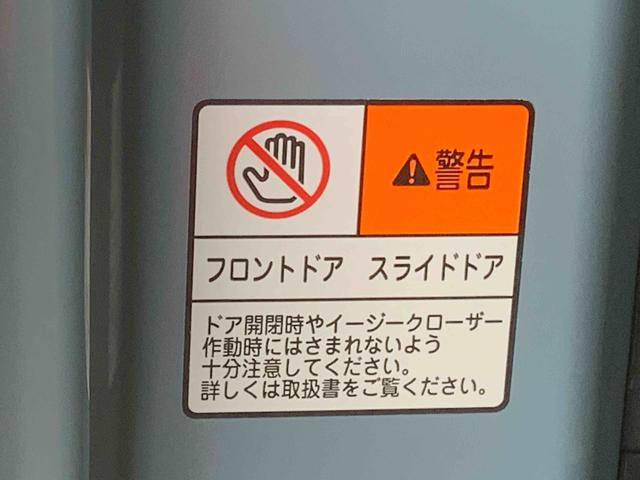 警告
フロントドア　スライドドア
ドア開閉時やイージークローザー
作動時にはさまれないよう
十分注意してください。
詳しくは取扱書をご覧ください。